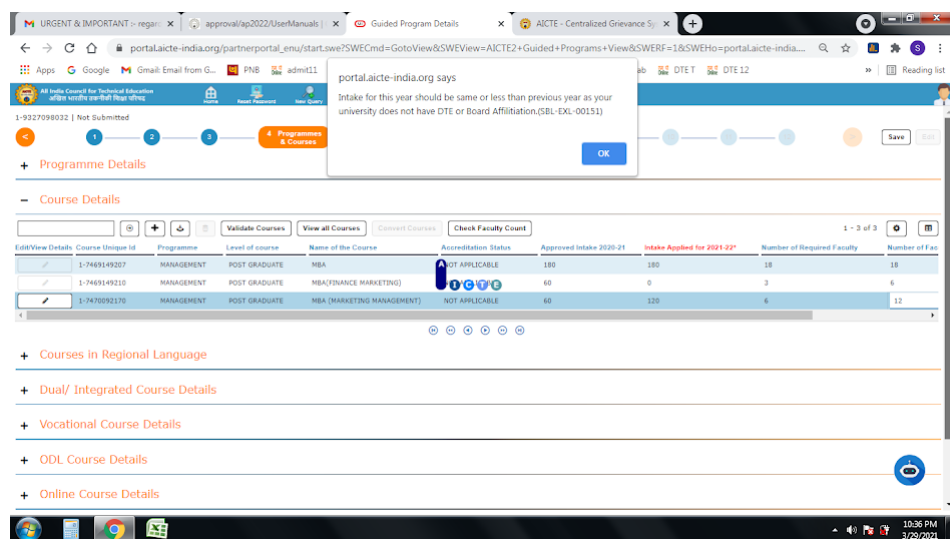 URGENT & IMPORTANT :- regar
approval/ap2022/UserManuals |
Guided Program Details
AICTE - Centralized Grievance Sy
portal.aicte-india.org/partnerportal_enu/start.swe?SWECmd=GotoView&SWEView=AICTE2+Guided+Programs+View&SWERF=1&SWEHo=portal.aicte-india....
Apps Google Gmail: Email from G... PNB admit11 ab DTE T DTE 12 » Reading list
portal.aicte-india.org says
Intake for this year should be same or less than previous year as your
university does not have DTE or Board Affilitiation.(SBL-EXL-00151)
OK
All India Council for Technical Education
अखिल भारतीय तकनीकी शिक्षा परिषद
Home Reset Password New Query
1-9327098032 | Not Submitted
1 2 3 4 Programmes & Courses Save Edit
+ Programme Details
− Course Details
Validate Courses View all Courses Convert Courses Check Faculty Count 1 - 3 of 3
Edit/View Details Course Unique Id Programme Level of course Name of the Course Accreditation Status Approved Intake 2020-21 Intake Applied for 2021-22* Number of Required Faculty Number of Fac
1-7469149207 MANAGEMENT POST GRADUATE MBA NOT APPLICABLE 180 180 18 18
1-7469149210 MANAGEMENT POST GRADUATE MBA(FINANCE MARKETING) 60 0 3 6
A I C T E
1-7470092170 MANAGEMENT POST GRADUATE MBA (MARKETING MANAGEMENT) NOT APPLICABLE 60 120 6 12
+ Courses in Regional Language
+ Dual/ Integrated Course Details
+ Vocational Course Details
+ ODL Course Details
+ Online Course Details
10:36 PM
3/29/2021